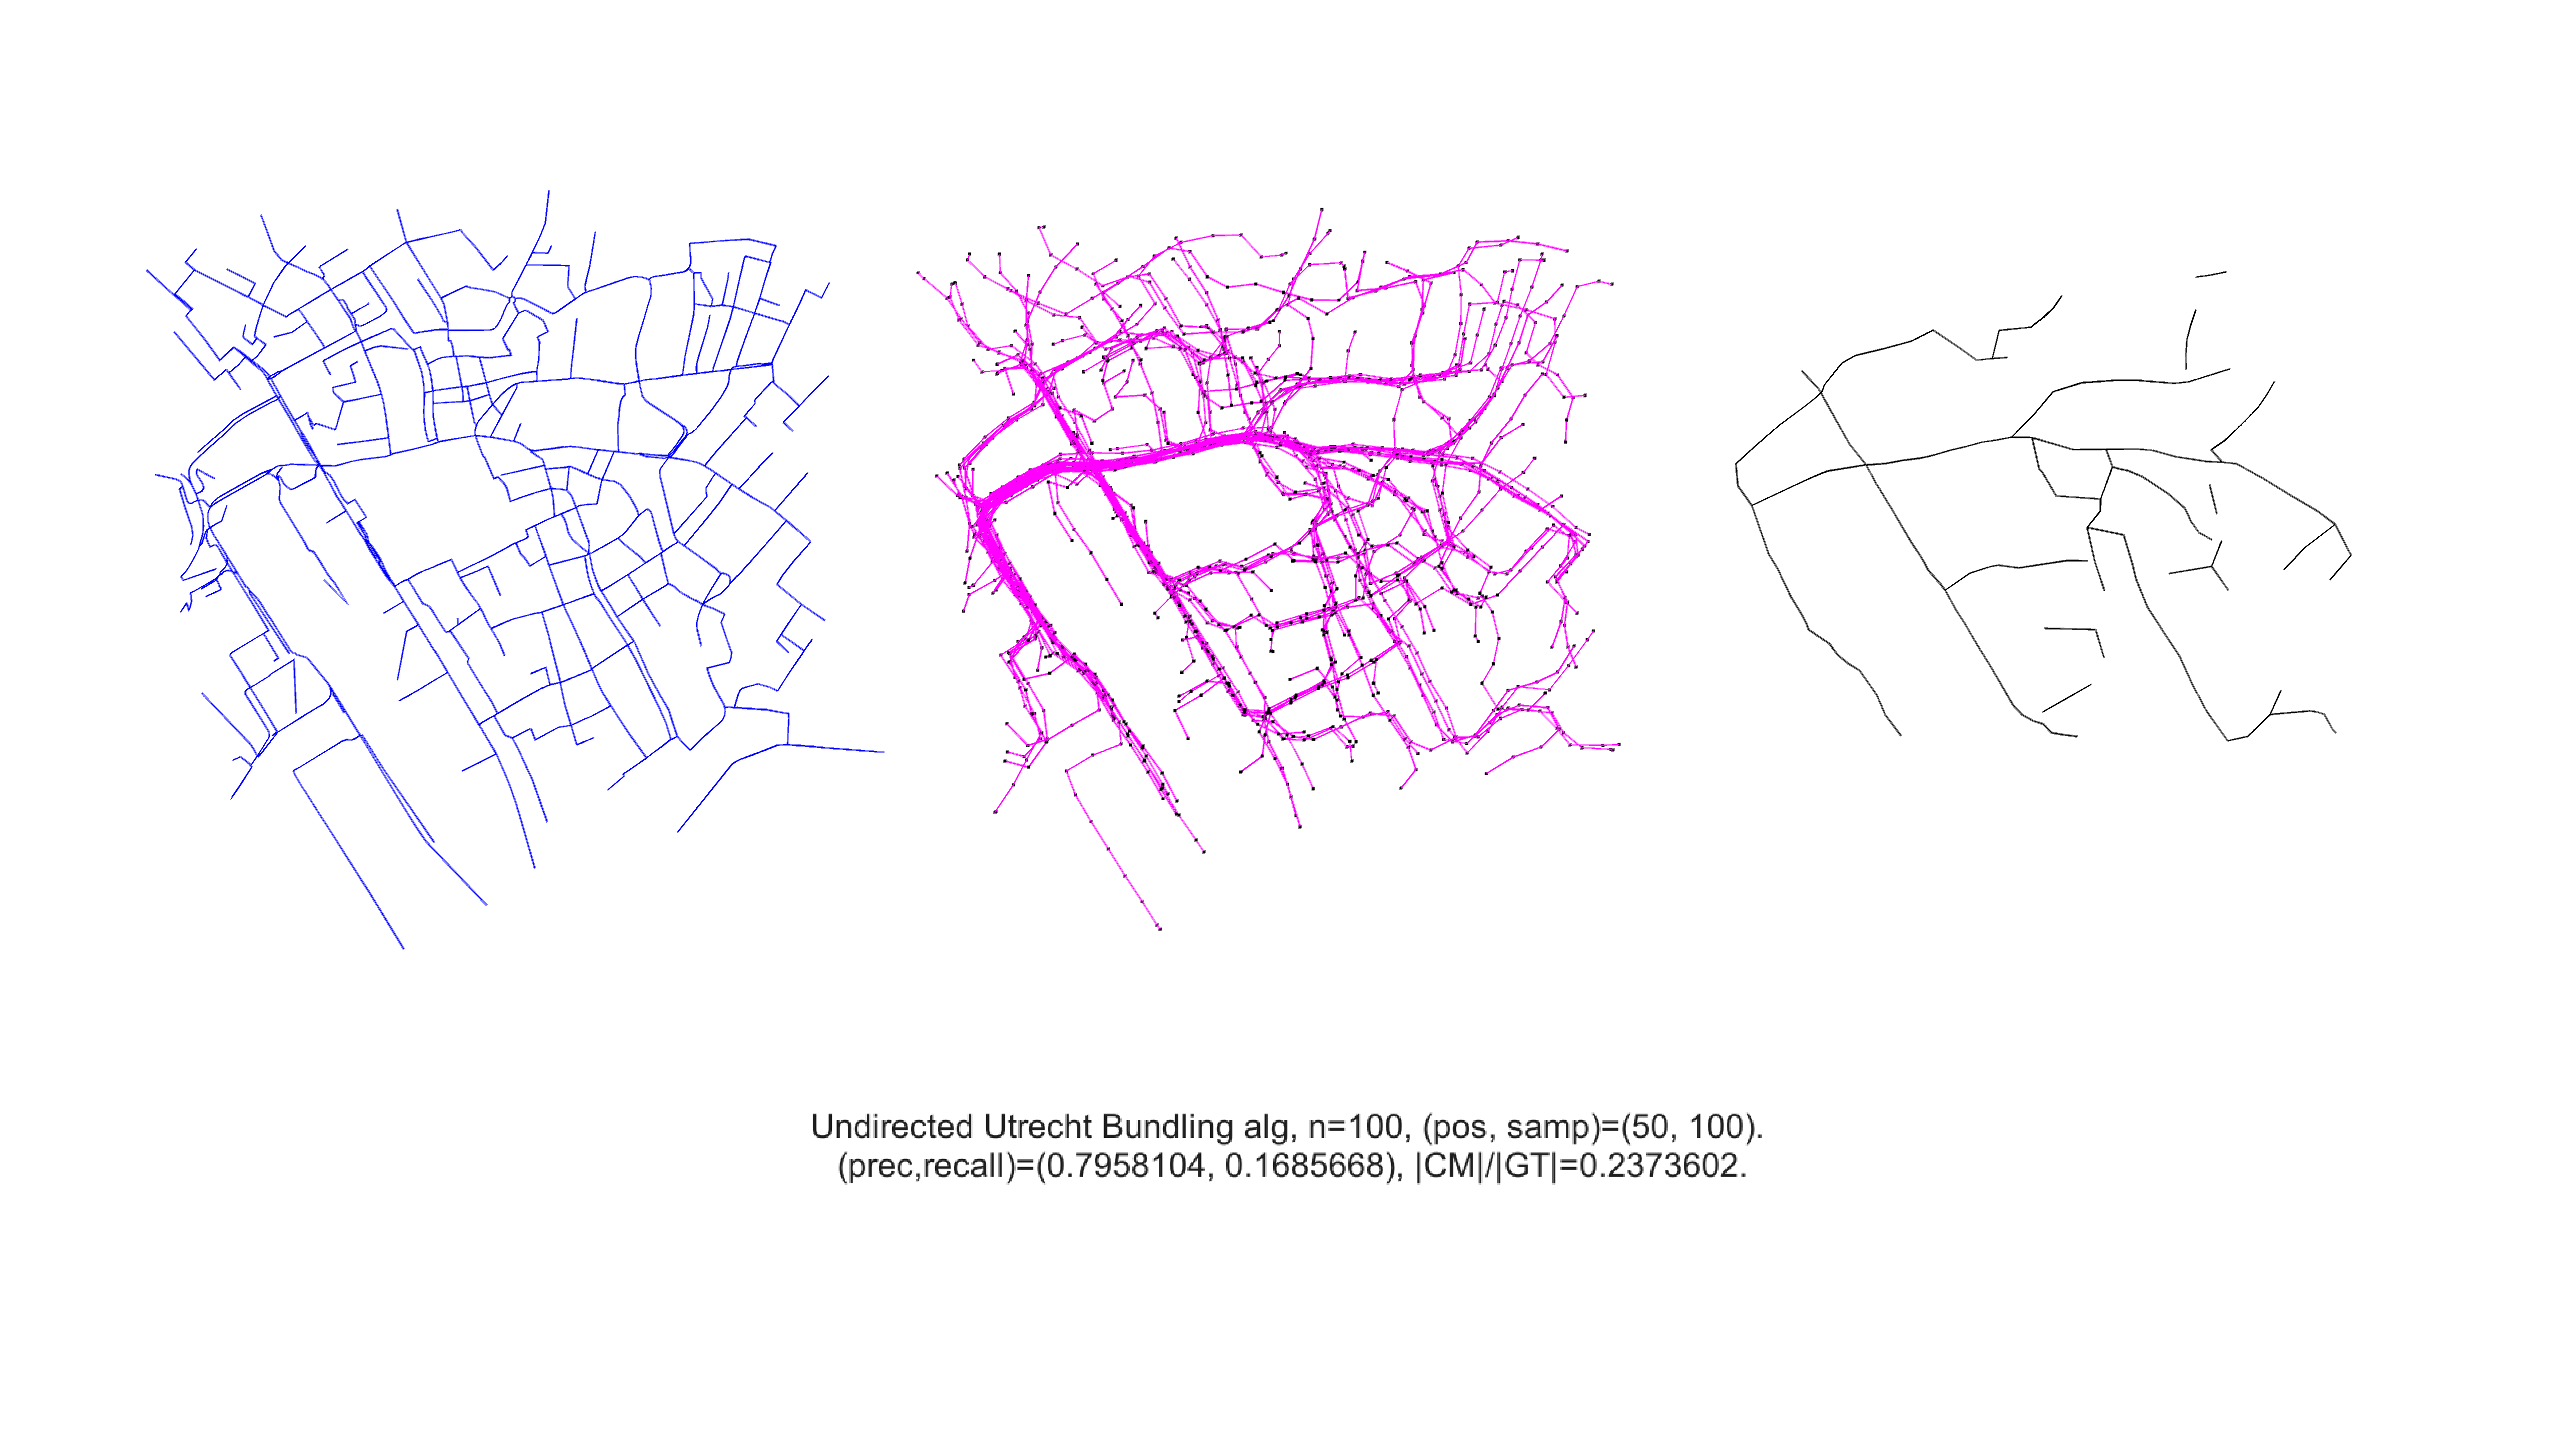 Undirected Utrecht Bundling alg, n=100, (pos, samp)=(50, 100).
(prec,recall)=(0.7958104, 0.1685668), |CM|/|GT|=0.2373602.